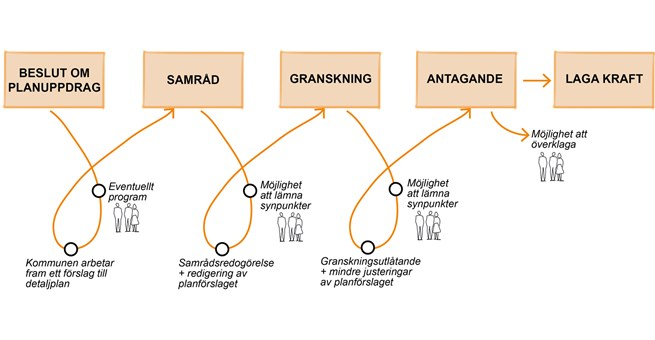 BESLUT OM
PLANUPPDRAG
SAMRÅD
GRANSKNING
ANTAGANDE
LAGA KRAFT
Möjlighet att
överklaga
Eventuellt
program
Möjlighet
att lämna
synpunkter
Möjlighet
att lämna
synpunkter
Kommunen arbetar
fram ett förslag till
detaljplan
Samrådsredogörelse
+ redigering av
planförslaget
Granskningsutlåtande
+ mindre justeringar
av planförslaget